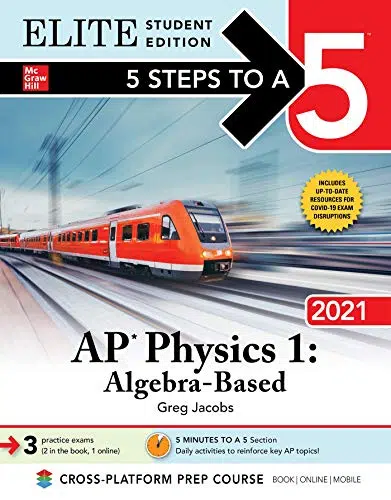 ELITE STUDENT EDITION
5 STEPS TO A 5
Mc
Graw
Hill
INCLUDES
UP-TO-DATE
RESOURCES FOR
COVID-19 EXAM
DISRUPTIONS
2021
AP* Physics 1:
Algebra-Based
Greg Jacobs
3 practice exams
(2 in the book, 1 online)
5 MINUTES TO A 5 Section
Daily activities to reinforce key AP topics!
CROSS-PLATFORM PREP COURSE BOOK | ONLINE | MOBILE